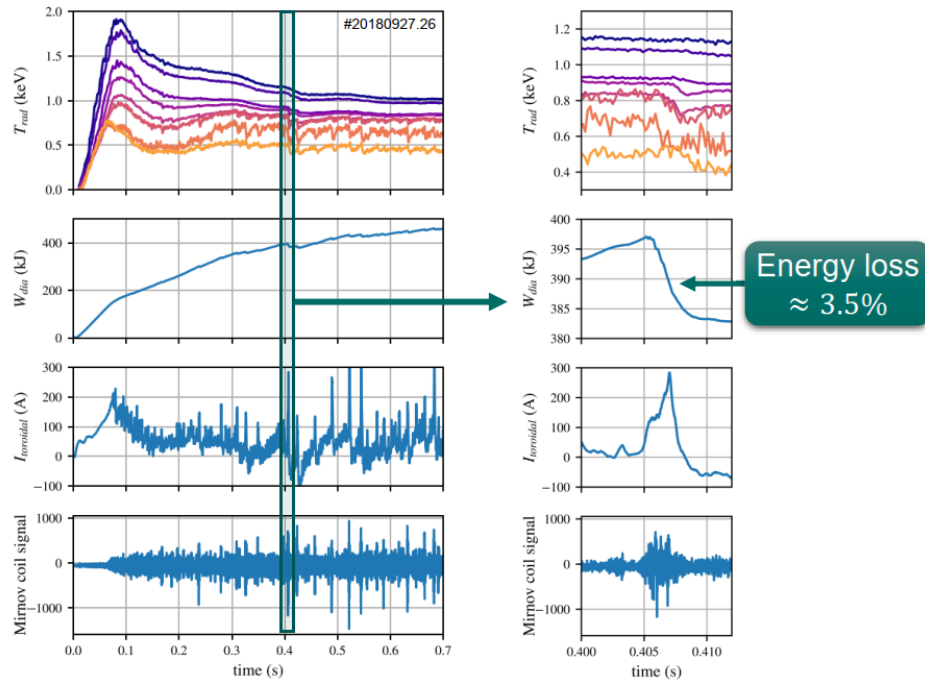 #20180927.26
T_rad (keV)
2.0
1.5
1.0
0.5
0.0
T_rad (keV)
1.2
1.0
0.8
0.6
0.4
W_dia (kJ)
400
200
0
W_dia (kJ)
400
395
390
385
380
Energy loss
≈ 3.5%
I_toroidal (A)
300
200
100
0
−100
I_toroidal (A)
300
200
100
0
−100
Mirnov coil signal
1000
0
−1000
0.0 0.1 0.2 0.3 0.4 0.5 0.6 0.7
time (s)
Mirnov coil signal
1000
0
−1000
0.400 0.405 0.410
time (s)